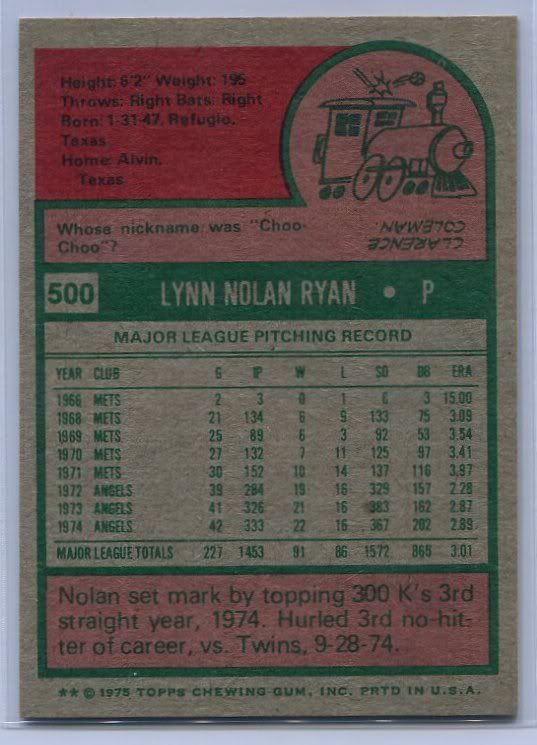 Height: 6'2" Weight: 195
Throws: Right Bats: Right
Born: 1-31-47, Refugio,
Texas
Home: Alvin,
Texas
Whose nickname was "Choo-
Choo"?
CLARENCE
COLEMAN.
500 LYNN NOLAN RYAN • P
MAJOR LEAGUE PITCHING RECORD
YEAR CLUB G IP W L SO BB ERA
1966 METS 2 3 0 1 6 3 15.00
1968 METS 21 134 6 9 133 75 3.09
1969 METS 25 89 6 3 92 53 3.54
1970 METS 27 132 7 11 125 97 3.41
1971 METS 30 152 10 14 137 116 3.97
1972 ANGELS 39 284 19 16 329 157 2.28
1973 ANGELS 41 326 21 16 383 162 2.87
1974 ANGELS 42 333 22 16 367 202 2.89
MAJOR LEAGUE TOTALS 227 1453 91 86 1572 865 3.01
Nolan set mark by topping 300 K's 3rd
straight year, 1974. Hurled 3rd no-hit-
ter of career, vs. Twins, 9-28-74.
** © 1975 TOPPS CHEWING GUM, INC. PRTD IN U.S.A.